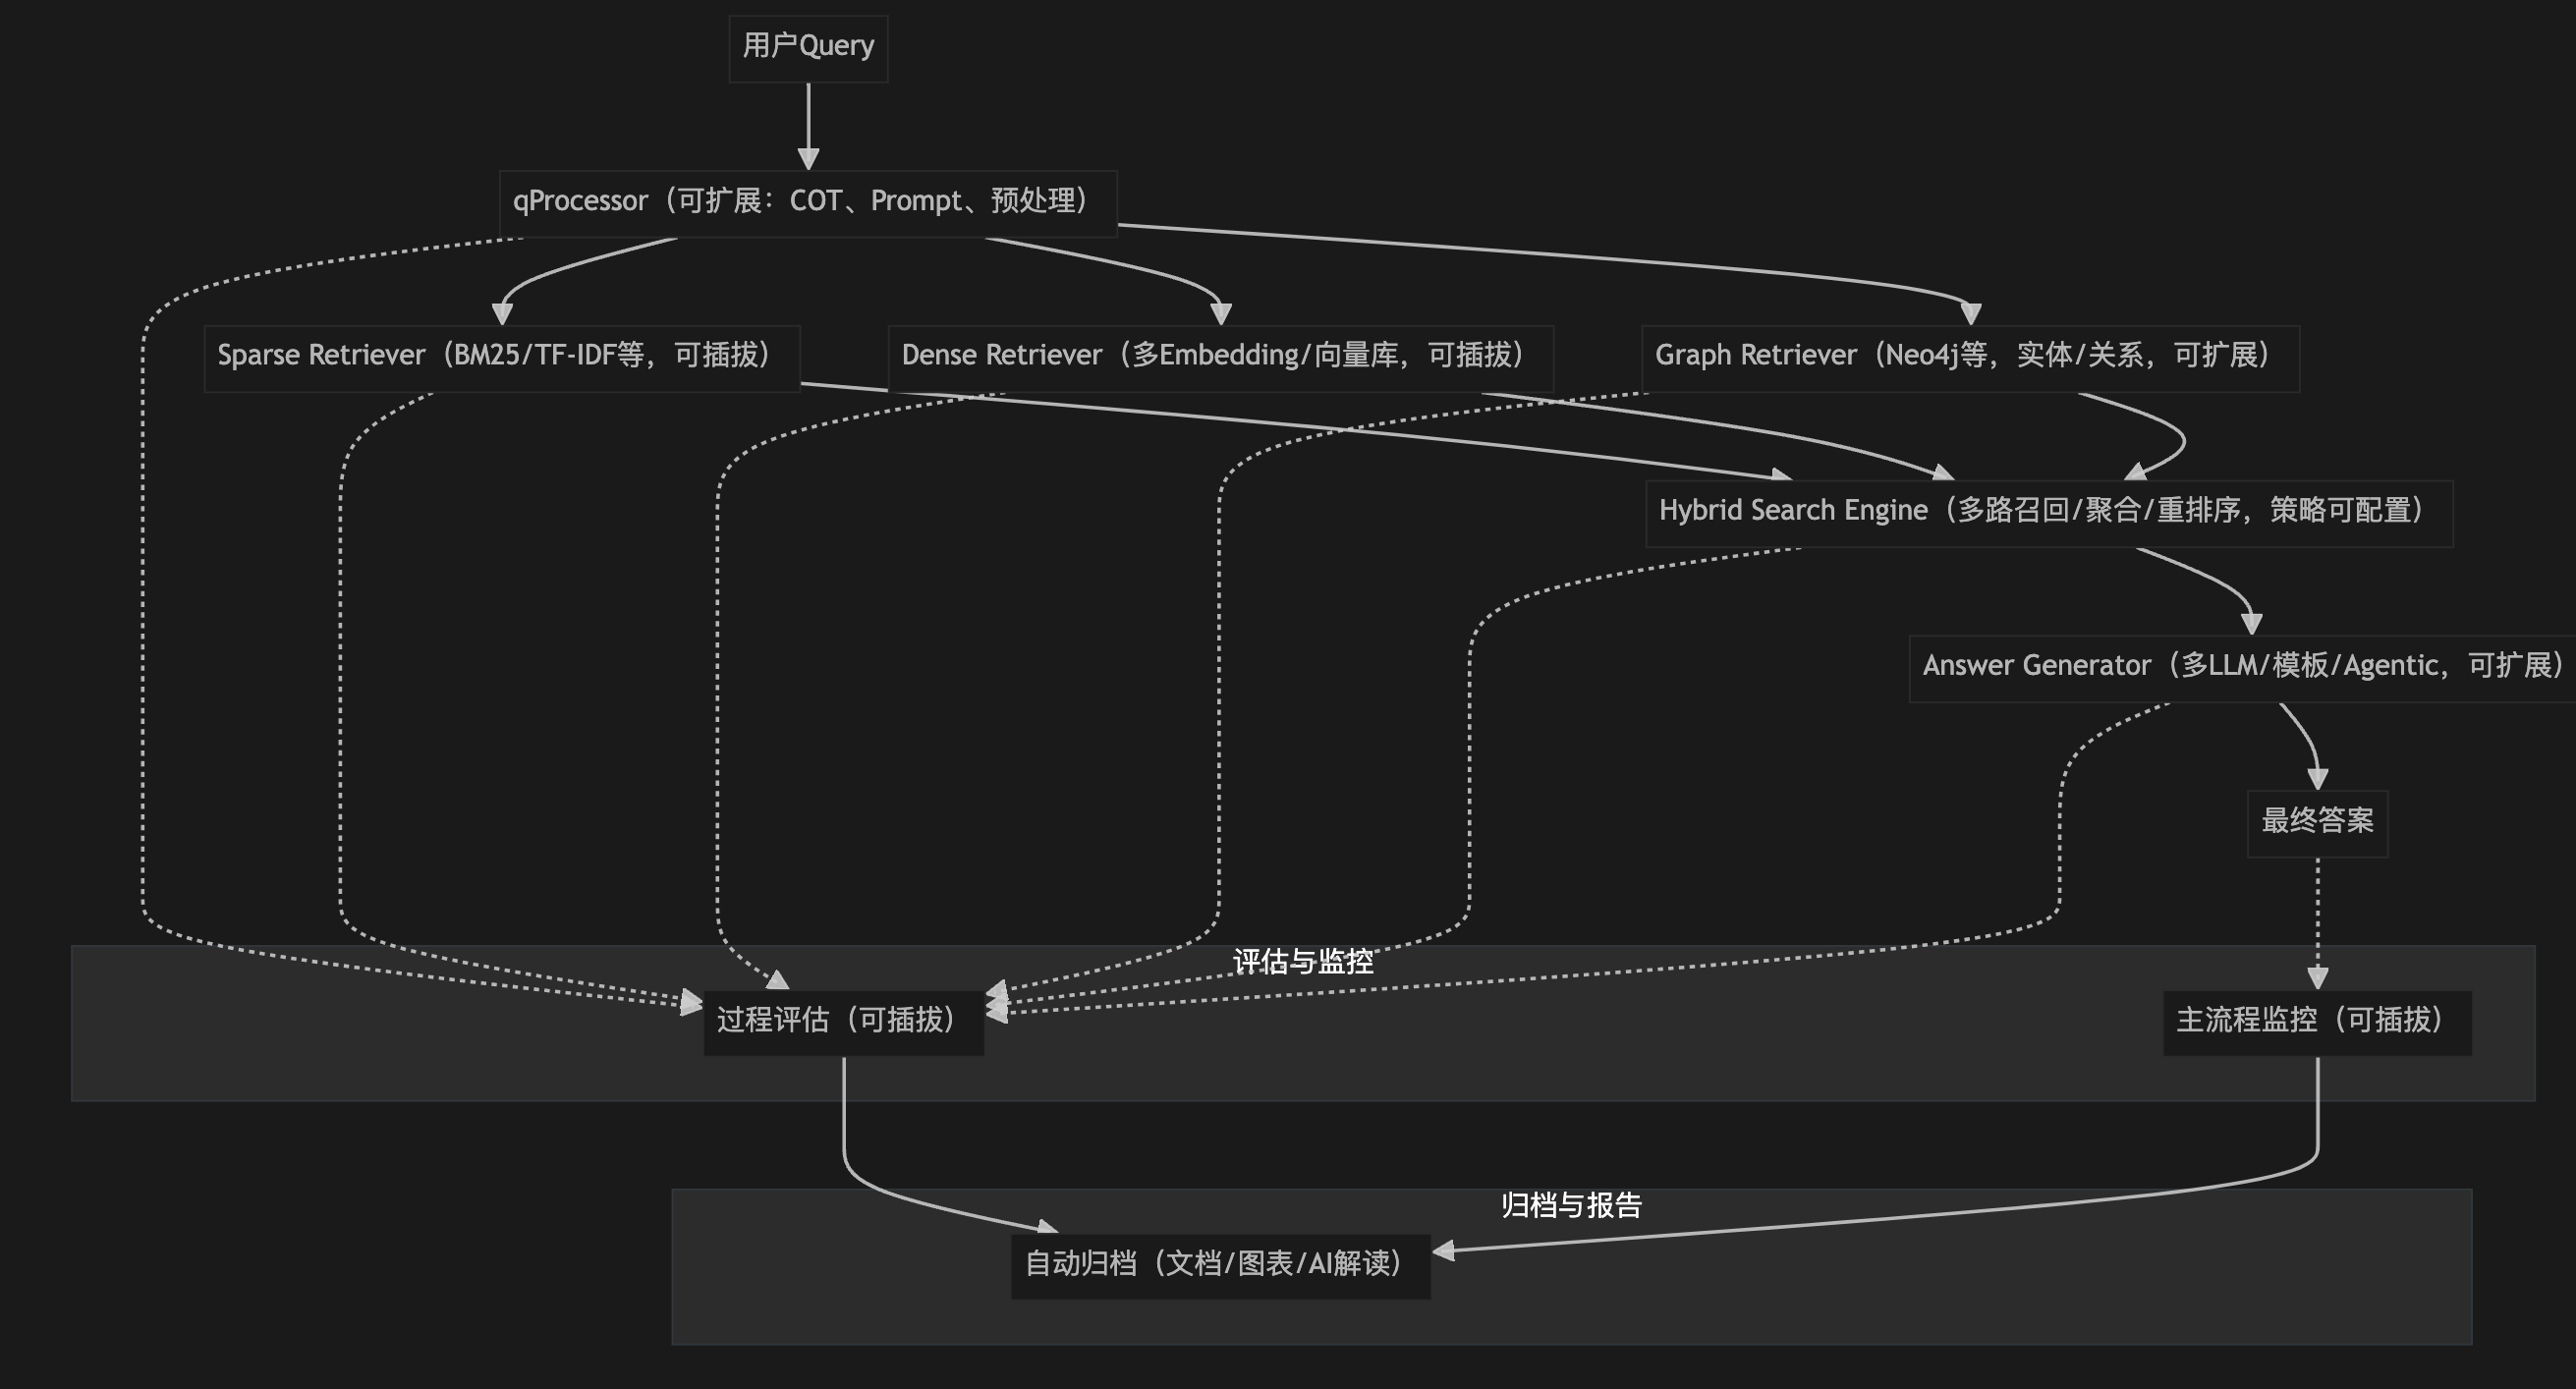 用户Query
qProcessor（可扩展：COT、Prompt、预处理）
Sparse Retriever（BM25/TF-IDF等，可插拔）
Dense Retriever（多Embedding/向量库，可插拔）
Graph Retriever（Neo4j等，实体/关系，可扩展）
Hybrid Search Engine（多路召回/聚合/重排序，策略可配置）
Answer Generator（多LLM/模板/Agentic，可扩展）
最终答案
评估与监控
过程评估（可插拔）
主流程监控（可插拔）
归档与报告
自动归档（文档/图表/AI解读）